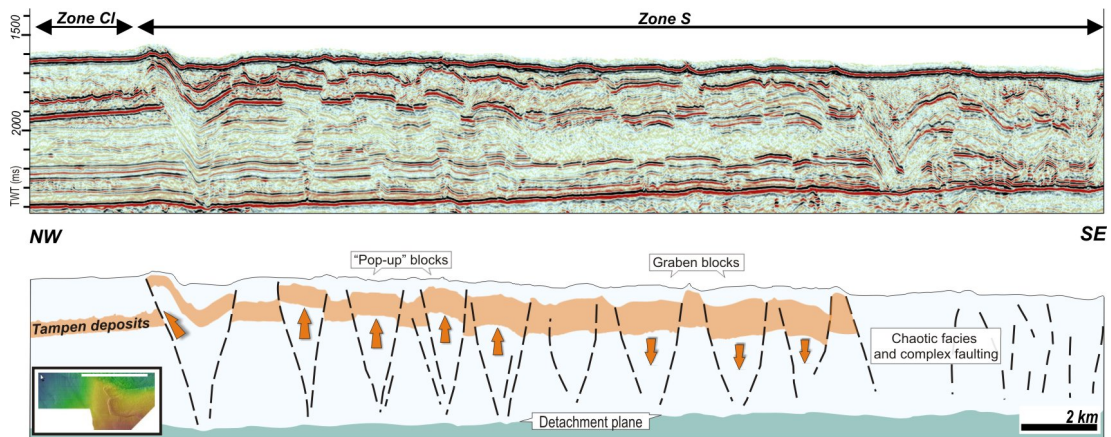 Zone CI
Zone S
1500
2000
TWT (ms)
NW
SE
"Pop-up" blocks
Graben blocks
Tampen deposits
Chaotic facies
and complex faulting
Detachment plane
2 km